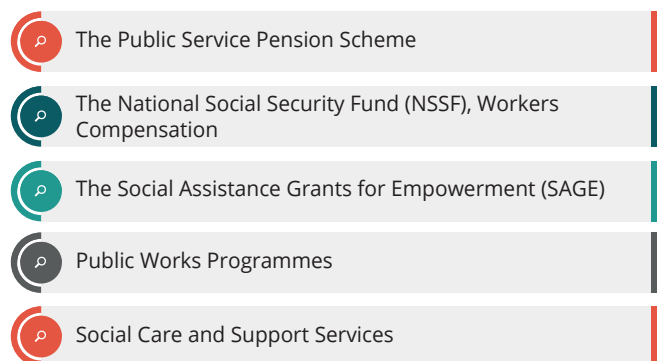 The Public Service Pension Scheme
The National Social Security Fund (NSSF), Workers
Compensation
The Social Assistance Grants for Empowerment (SAGE)
Public Works Programmes
Social Care and Support Services